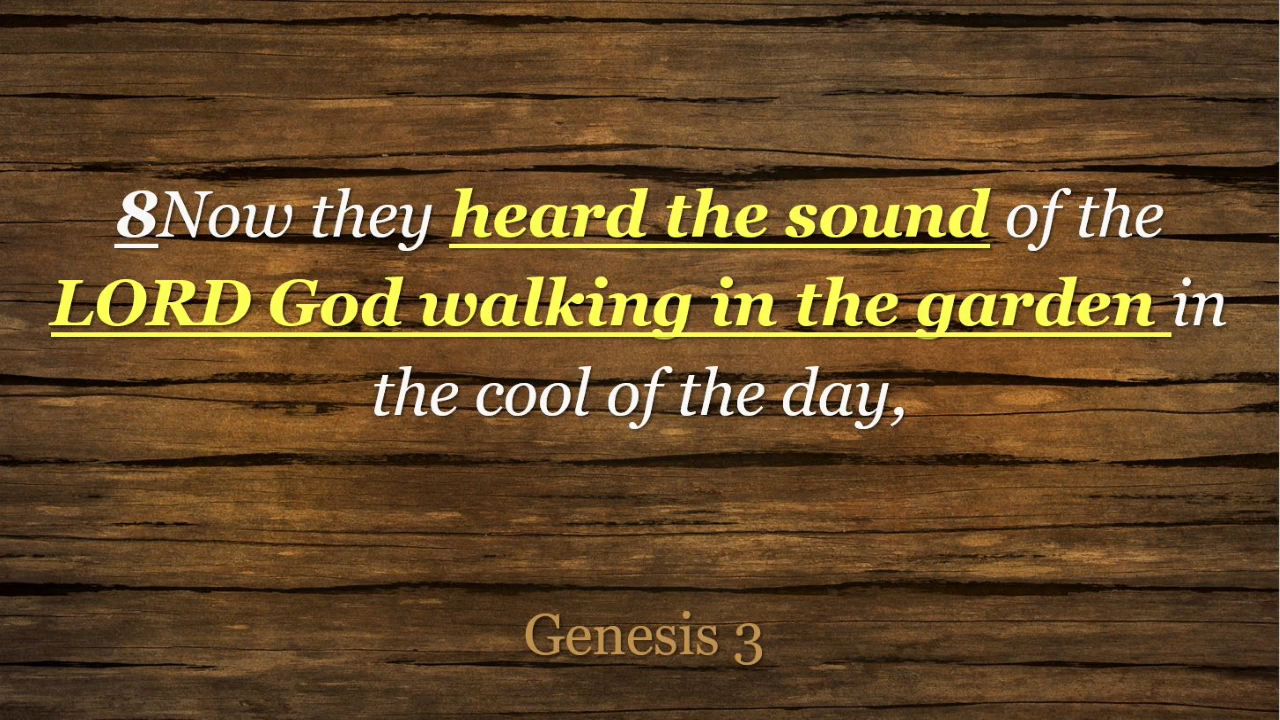 8Now they heard the sound of the
LORD God walking in the garden in
the cool of the day,
Genesis 3